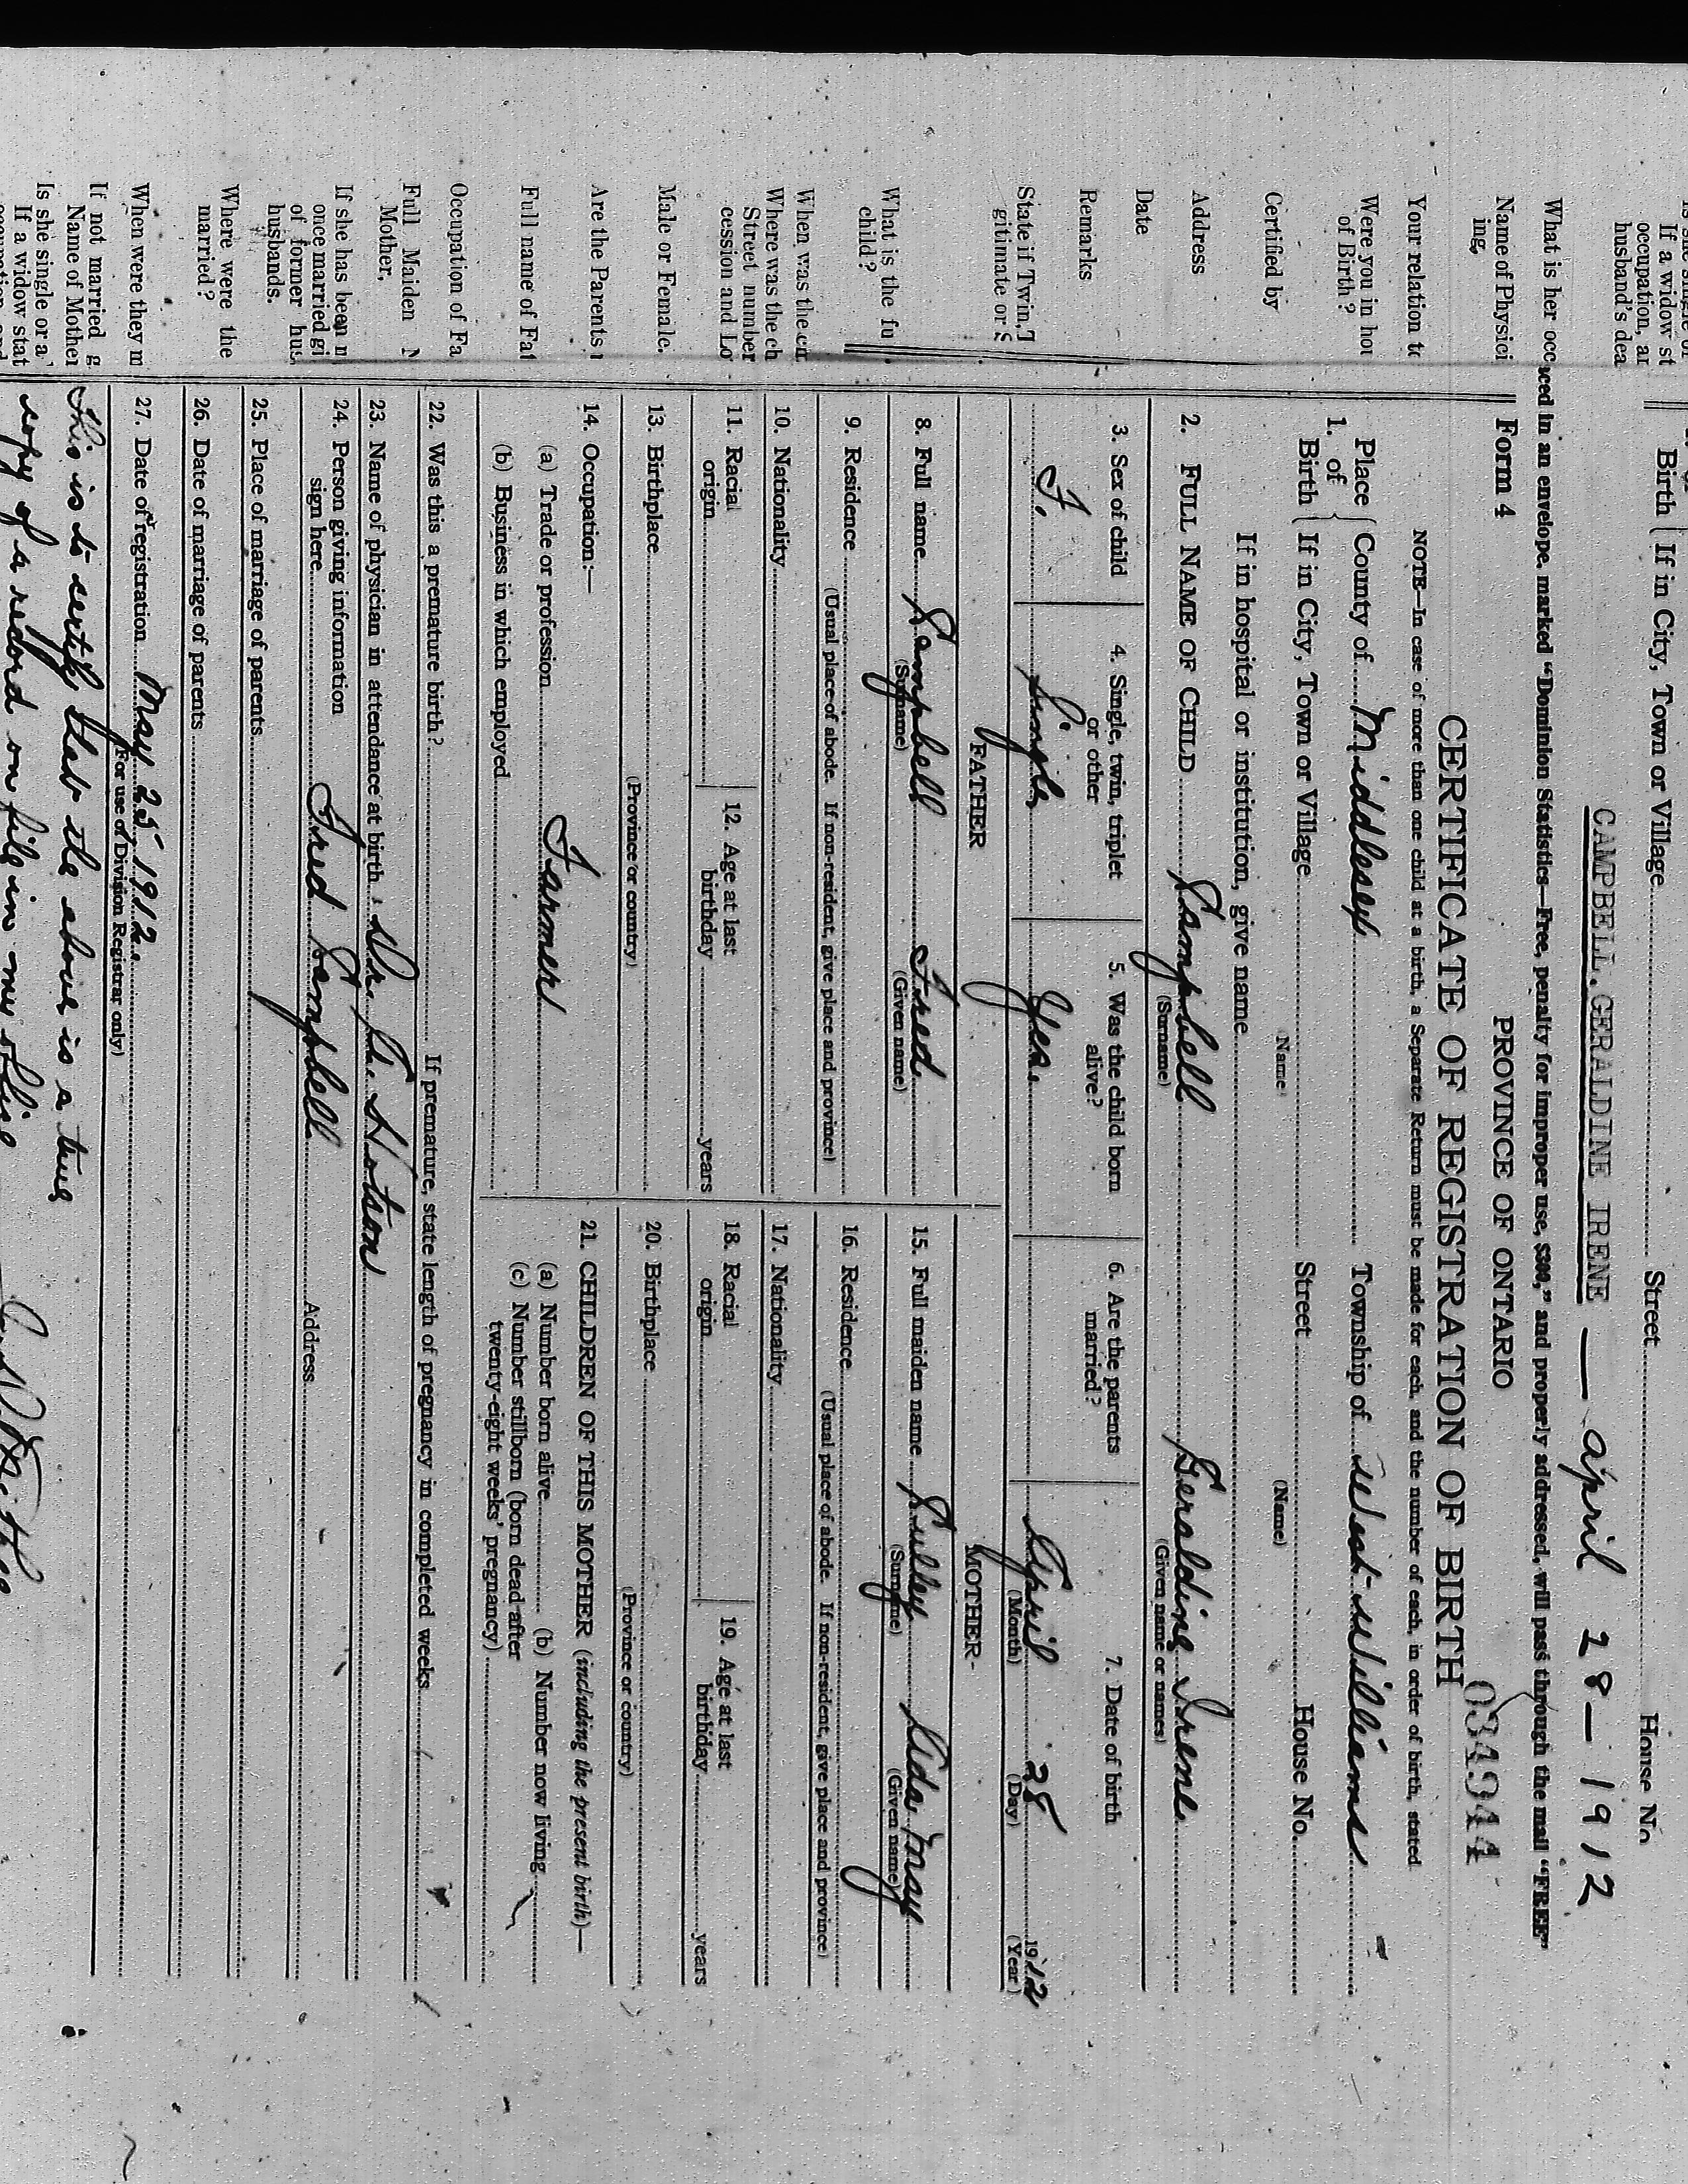 is she single or
If a widow st
occupation, an
husband's dea
What is her occ
Name of Physici
ing,
Your relation to
Were you in hou
of Birth?
Certified by
Address
Date
Remarks
State if Twin, T
gitimate or S
What is the fu
child?
When was the c
Where was the ch
Street number
cession and Lo
Male or Female.
Are the Parents
Full name of Fat
Occupation of Fa
Full Maiden N
Mother,
If she has been m
once married gi
of former hus
husbands.
Where were the
married?
When were they m
If not married g
Name of Mother
Is she single or a
If a widow stat
Birth { If in City, Town or Village Street House No
CAMPBELL, GERALDINE IRENE — April 28 - 1912
ced in an envelope, marked "Dominion Statistics—Free, penalty for improper use, $300," and properly addressed, will pass through the mail "FREE"
Form 4 PROVINCE OF ONTARIO
034944
CERTIFICATE OF REGISTRATION OF BIRTH
NOTE—In case of more than one child at a birth, a Separate Return must be made for each, and the number of each, in order of birth, stated
1. Place of Birth { County of Middlesex Township of West-Williams
If in City, Town or Village Street House No.
(Name) (Name)
If in hospital or institution, give name
2. FULL NAME OF CHILD Campbell Geraldine Irene.
(Surname) (Given name or names)
3. Sex of child 4. Single, twin, triplet or other 5. Was the child born alive? 6. Are the parents married? 7. Date of birth
F. Single Yes. April 28 1912
(Month) (Day) (Year)
FATHER MOTHER
8. Full name Campbell Fred 15. Full maiden name Lida May
(Surname) (Given name) (Surname) (Given name)
9. Residence 16. Residence
(Usual place of abode. If non-resident, give place and province) (Usual place of abode. If non-resident, give place and province)
10. Nationality 17. Nationality
11. Racial origin 12. Age at last birthday years 18. Racial origin 19. Age at last birthday years
13. Birthplace 20. Birthplace
(Province or country) (Province or country)
14. Occupation:— 21. CHILDREN OF THIS MOTHER (including the present birth)—
(a) Trade or profession Farmer (a) Number born alive (b) Number now living
(b) Business in which employed (c) Number stillborn (born dead after twenty-eight weeks' pregnancy)
22. Was this a premature birth? If premature, state length of pregnancy in completed weeks
23. Name of physician in attendance at birth Dr. Hotson
24. Person giving information sign here Fred Campbell Address
25. Place of marriage of parents
26. Date of marriage of parents
27. Date of registration May 25, 1912.
(For use of Division Registrar only)
This is to certify that the above is a true
copy of a record on file in my office